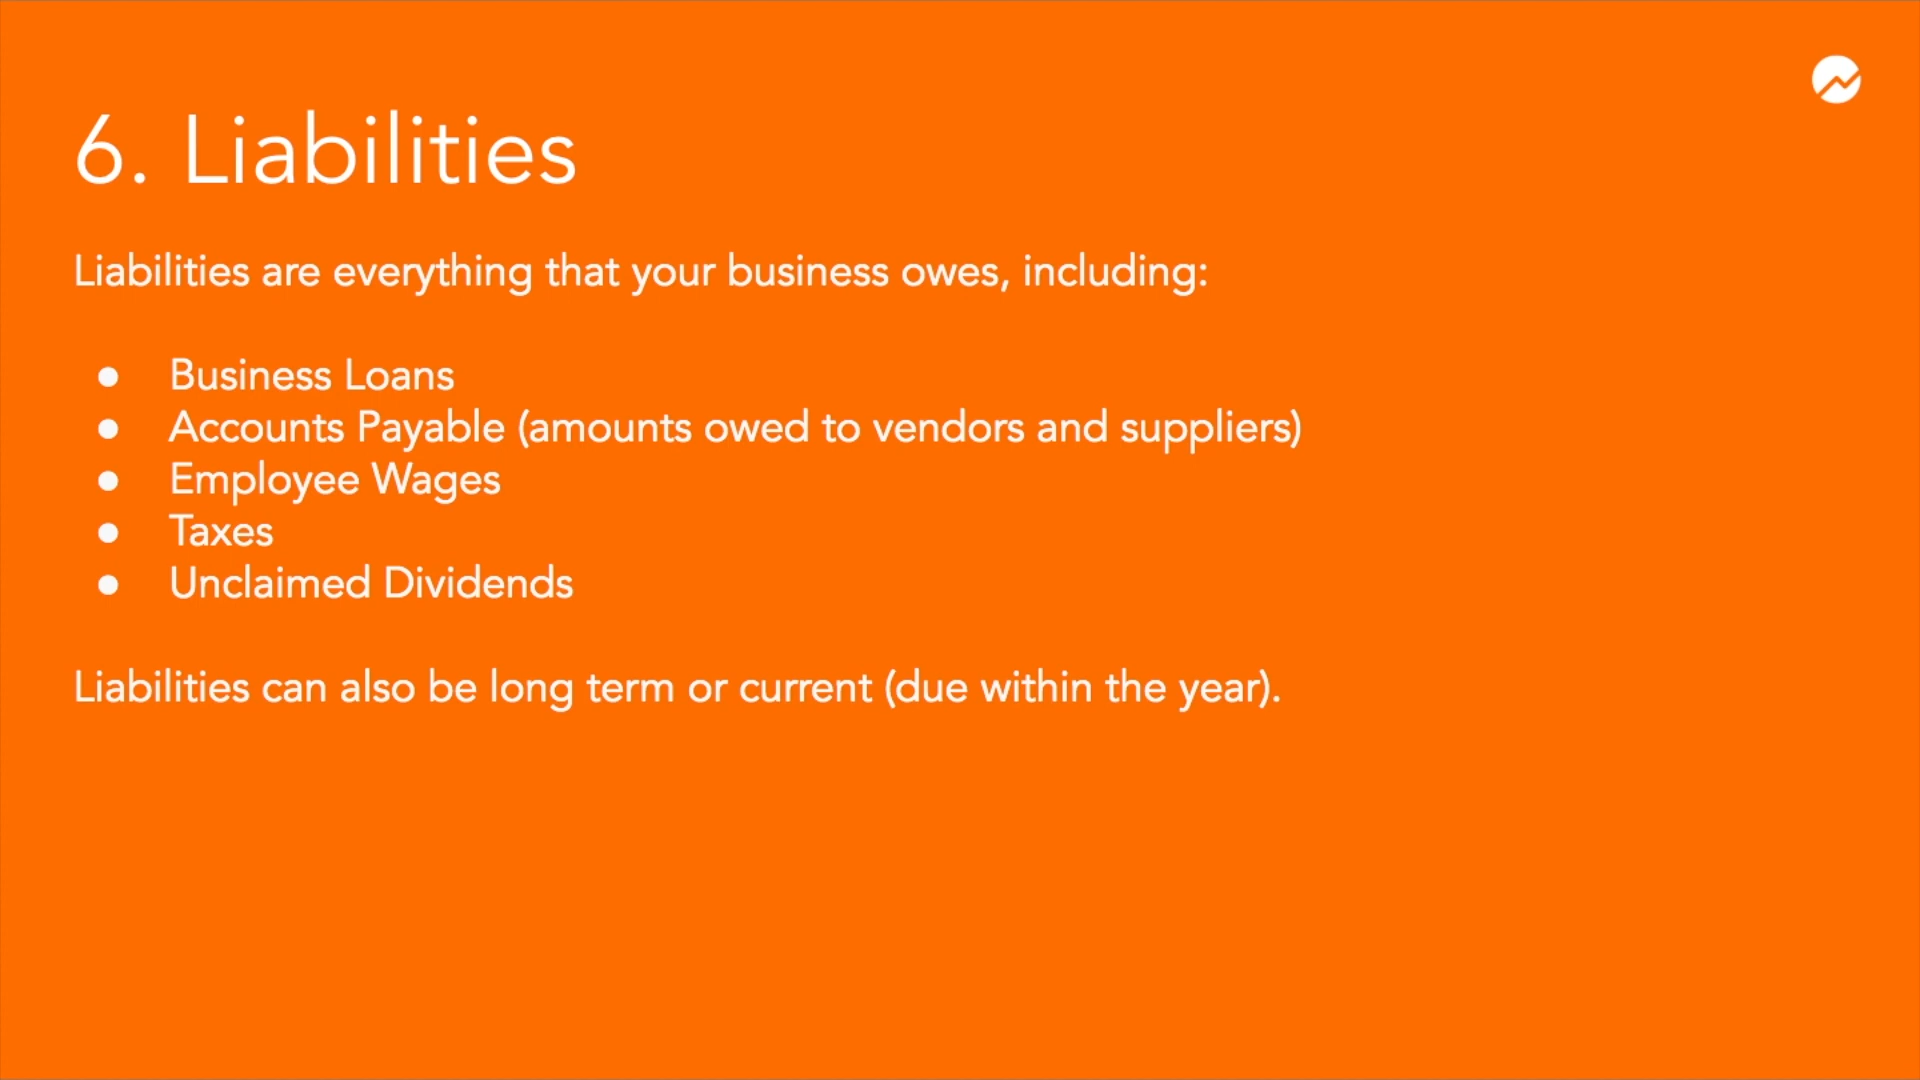 6. Liabilities
Liabilities are everything that your business owes, including:
● Business Loans
● Accounts Payable (amounts owed to vendors and suppliers)
● Employee Wages
● Taxes
● Unclaimed Dividends
Liabilities can also be long term or current (due within the year).